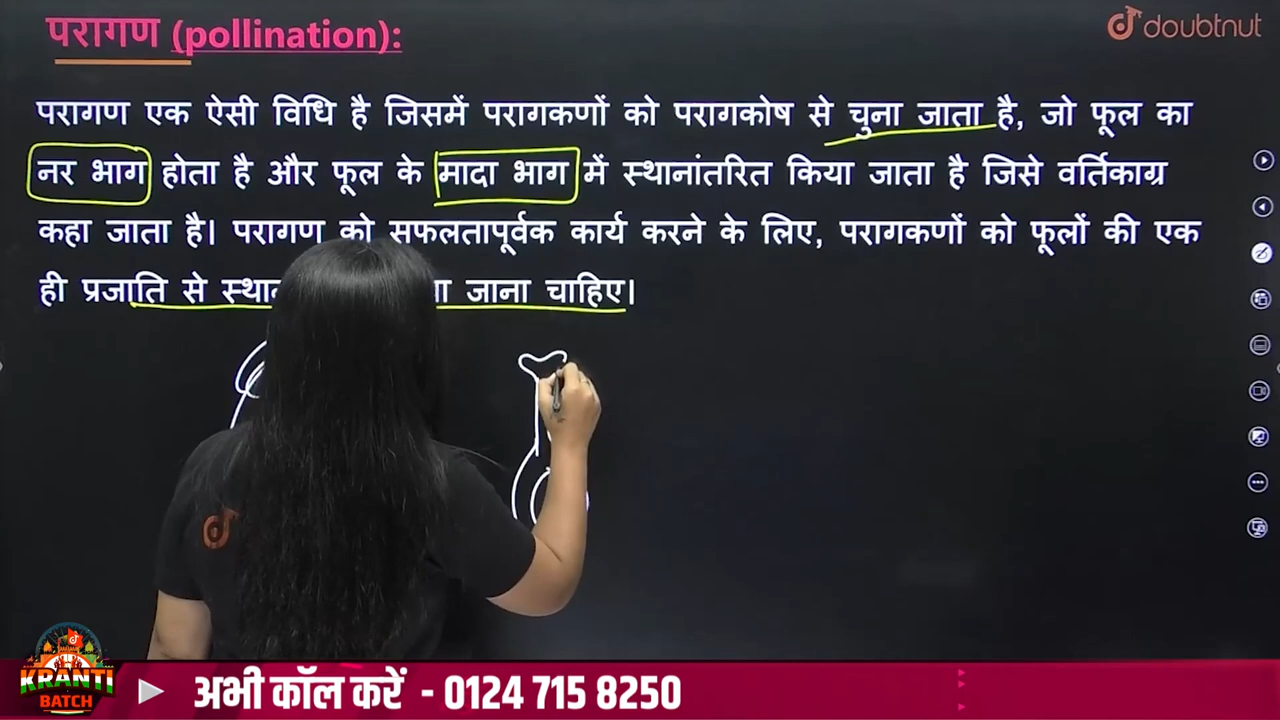 परागण (pollination):
doubtnut
परागण एक ऐसी विधि है जिसमें परागकणों को परागकोष से चुना जाता है, जो फूल का
नर भाग होता है और फूल के मादा भाग में स्थानांतरित किया जाता है जिसे वर्तिकाग्र
कहा जाता है। परागण को सफलतापूर्वक कार्य करने के लिए, परागकणों को फूलों की एक
ही प्रजाति से जाना चाहिए।
KRANTI
BATCH
अभी कॉल करें - 0124 715 8250